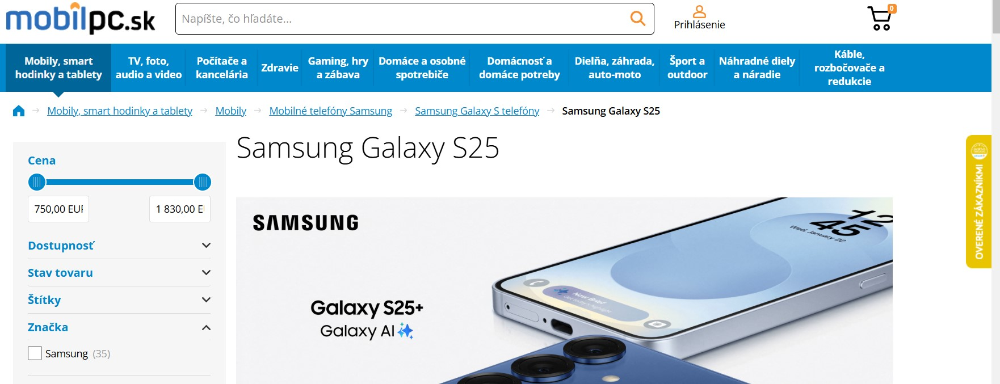 mobilpc.sk
Napíšte, čo hľadáte...
Prihlásenie
0
Mobily, smart
hodinky a tablety
TV, foto,
audio a video
Počítače a
kancelária
Zdravie
Gaming, hry
a zábava
Domáce a osobné
spotrebiče
Domácnosť a
domáce potreby
Dielňa, záhrada,
auto-moto
Šport a
outdoor
Náhradné diely
a náradie
Káble,
rozbočovače a
redukcie
Mobily, smart hodinky a tablety
Mobily
Mobilné telefóny Samsung
Samsung Galaxy S telefóny
Samsung Galaxy S25
Samsung Galaxy S25
Cena
750,00 EUR
1 830,00 E
Dostupnosť
Stav tovaru
Štítky
Značka
Samsung (35)
SAMSUNG
Galaxy S25+
Galaxy AI
12
45
Wed, January 22
Now Brief
OVERENÉ ZÁKAZNÍKMI